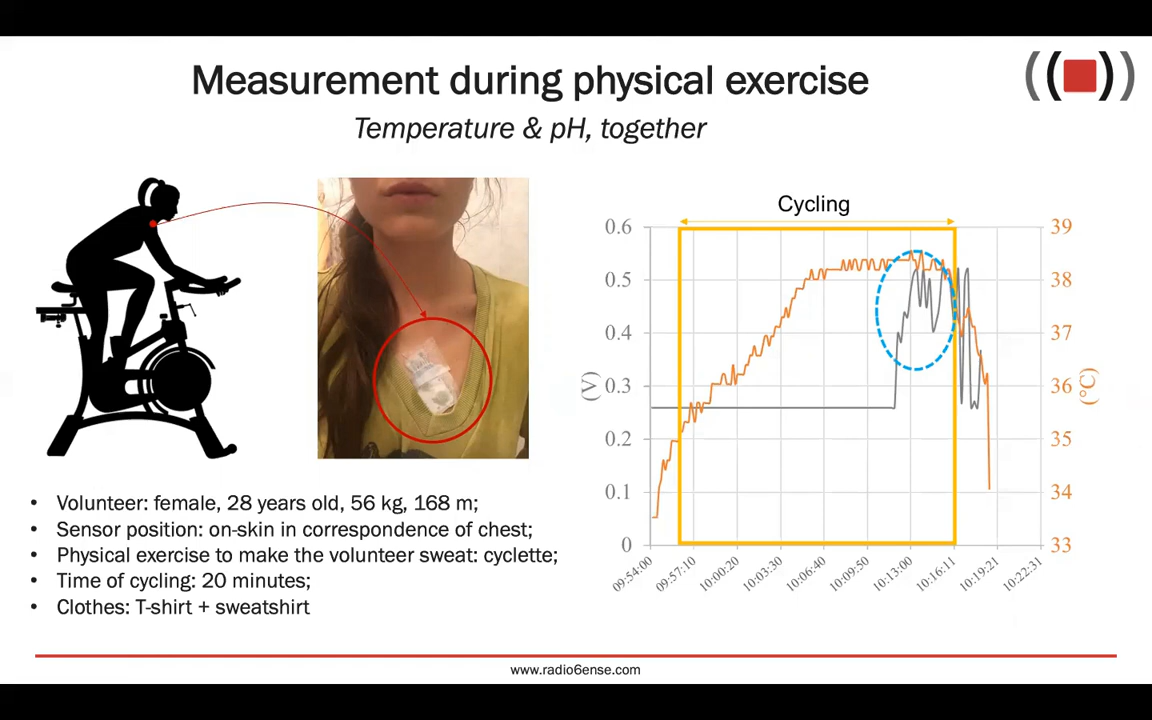 Measurement during physical exercise
Temperature & pH, together
Cycling
0.6
0.5
0.4
0.3
0.2
0.1
0
(V)
39
38
37
36
35
34
33
(°C)
09:54:00
09:57:10
10:00:20
10:03:30
10:06:40
10:09:50
10:13:00
10:16:11
10:19:21
10:22:31
• Volunteer: female, 28 years old, 56 kg, 168 m;
• Sensor position: on-skin in correspondence of chest;
• Physical exercise to make the volunteer sweat: cyclette;
• Time of cycling: 20 minutes;
• Clothes: T-shirt + sweatshirt
www.radio6ense.com